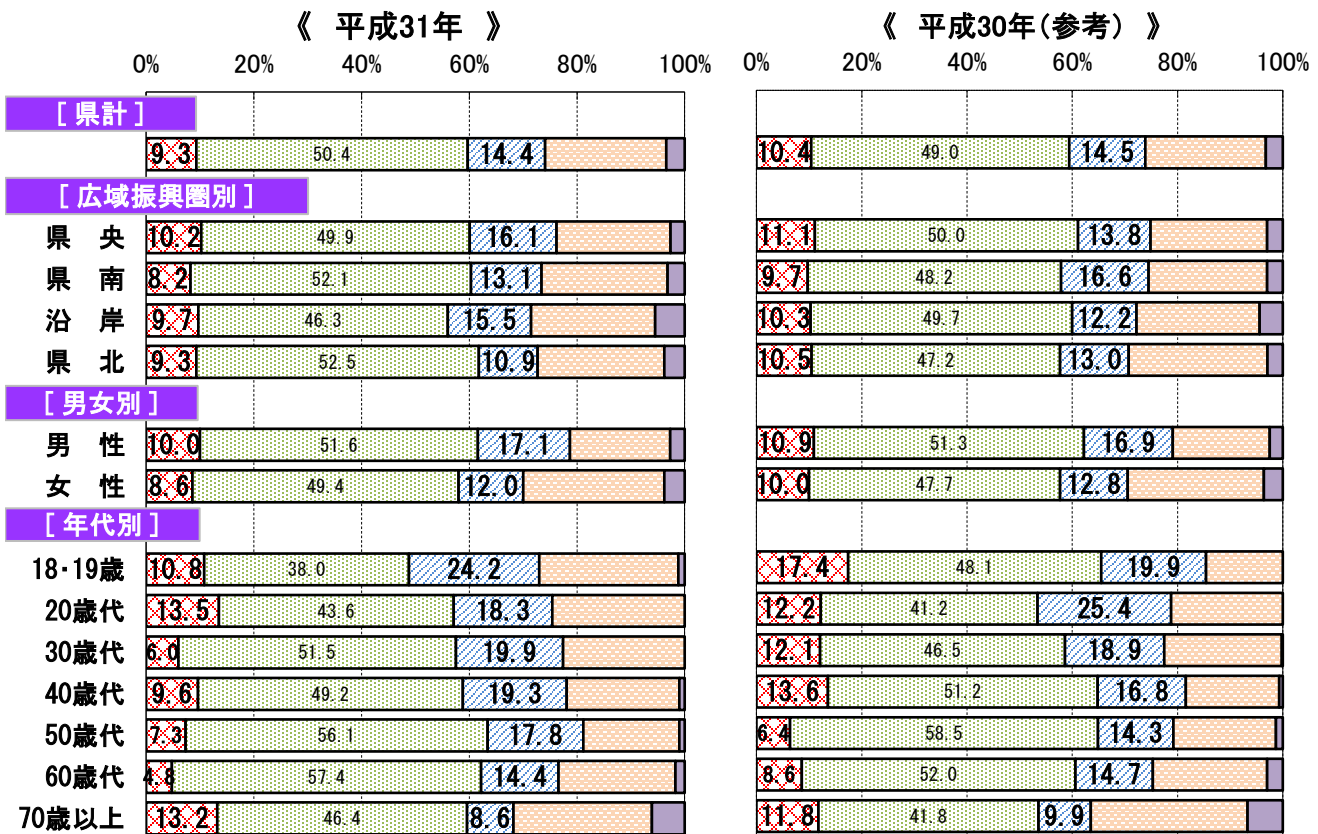 《 平成31年 》 《 平成30年(参考) 》
0% 20% 40% 60% 80% 100% 0% 20% 40% 60% 80% 100%
[ 県計 ]
9.3 50.4 14.4 10.4 49.0 14.5
[ 広域振興圏別 ]
県 央 10.2 49.9 16.1 11.1 50.0 13.8
県 南 8.2 52.1 13.1 9.7 48.2 16.6
沿 岸 9.7 46.3 15.5 10.3 49.7 12.2
県 北 9.3 52.5 10.9 10.5 47.2 13.0
[ 男女別 ]
男 性 10.0 51.6 17.1 10.9 51.3 16.9
女 性 8.6 49.4 12.0 10.0 47.7 12.8
[ 年代別 ]
18・19歳 10.8 38.0 24.2 17.4 48.1 19.9
20歳代 13.5 43.6 18.3 12.2 41.2 25.4
30歳代 6.0 51.5 19.9 12.1 46.5 18.9
40歳代 9.6 49.2 19.3 13.6 51.2 16.8
50歳代 7.3 56.1 17.8 6.4 58.5 14.3
60歳代 4.8 57.4 14.4 8.6 52.0 14.7
70歳以上 13.2 46.4 8.6 11.8 41.8 9.9